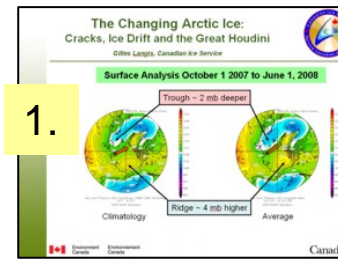 The Changing Arctic Ice:
Cracks, Ice Drift and the Great Houdini
Gilles Langis, Canadian Ice Service
Surface Analysis October 1 2007 to June 1, 2008
1.
Trough ~ 2 mb deeper
Ridge ~ 4 mb higher
Climatology
Average
Environment Environnement
Canada Canada
Canad